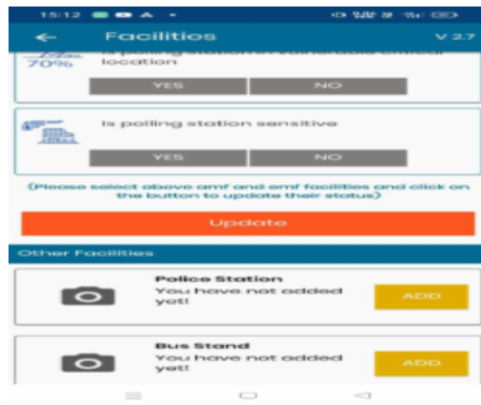 15:12
Facilities V 2.7
70% location
YES NO
Is polling station sensitive
YES NO
(Please select above amf and emf facilities and click on
the button to update their status)
Update
Other Facilities
Police Station
You have not added
yet!
ADD
Bus Stand
You have not added
yet!
ADD